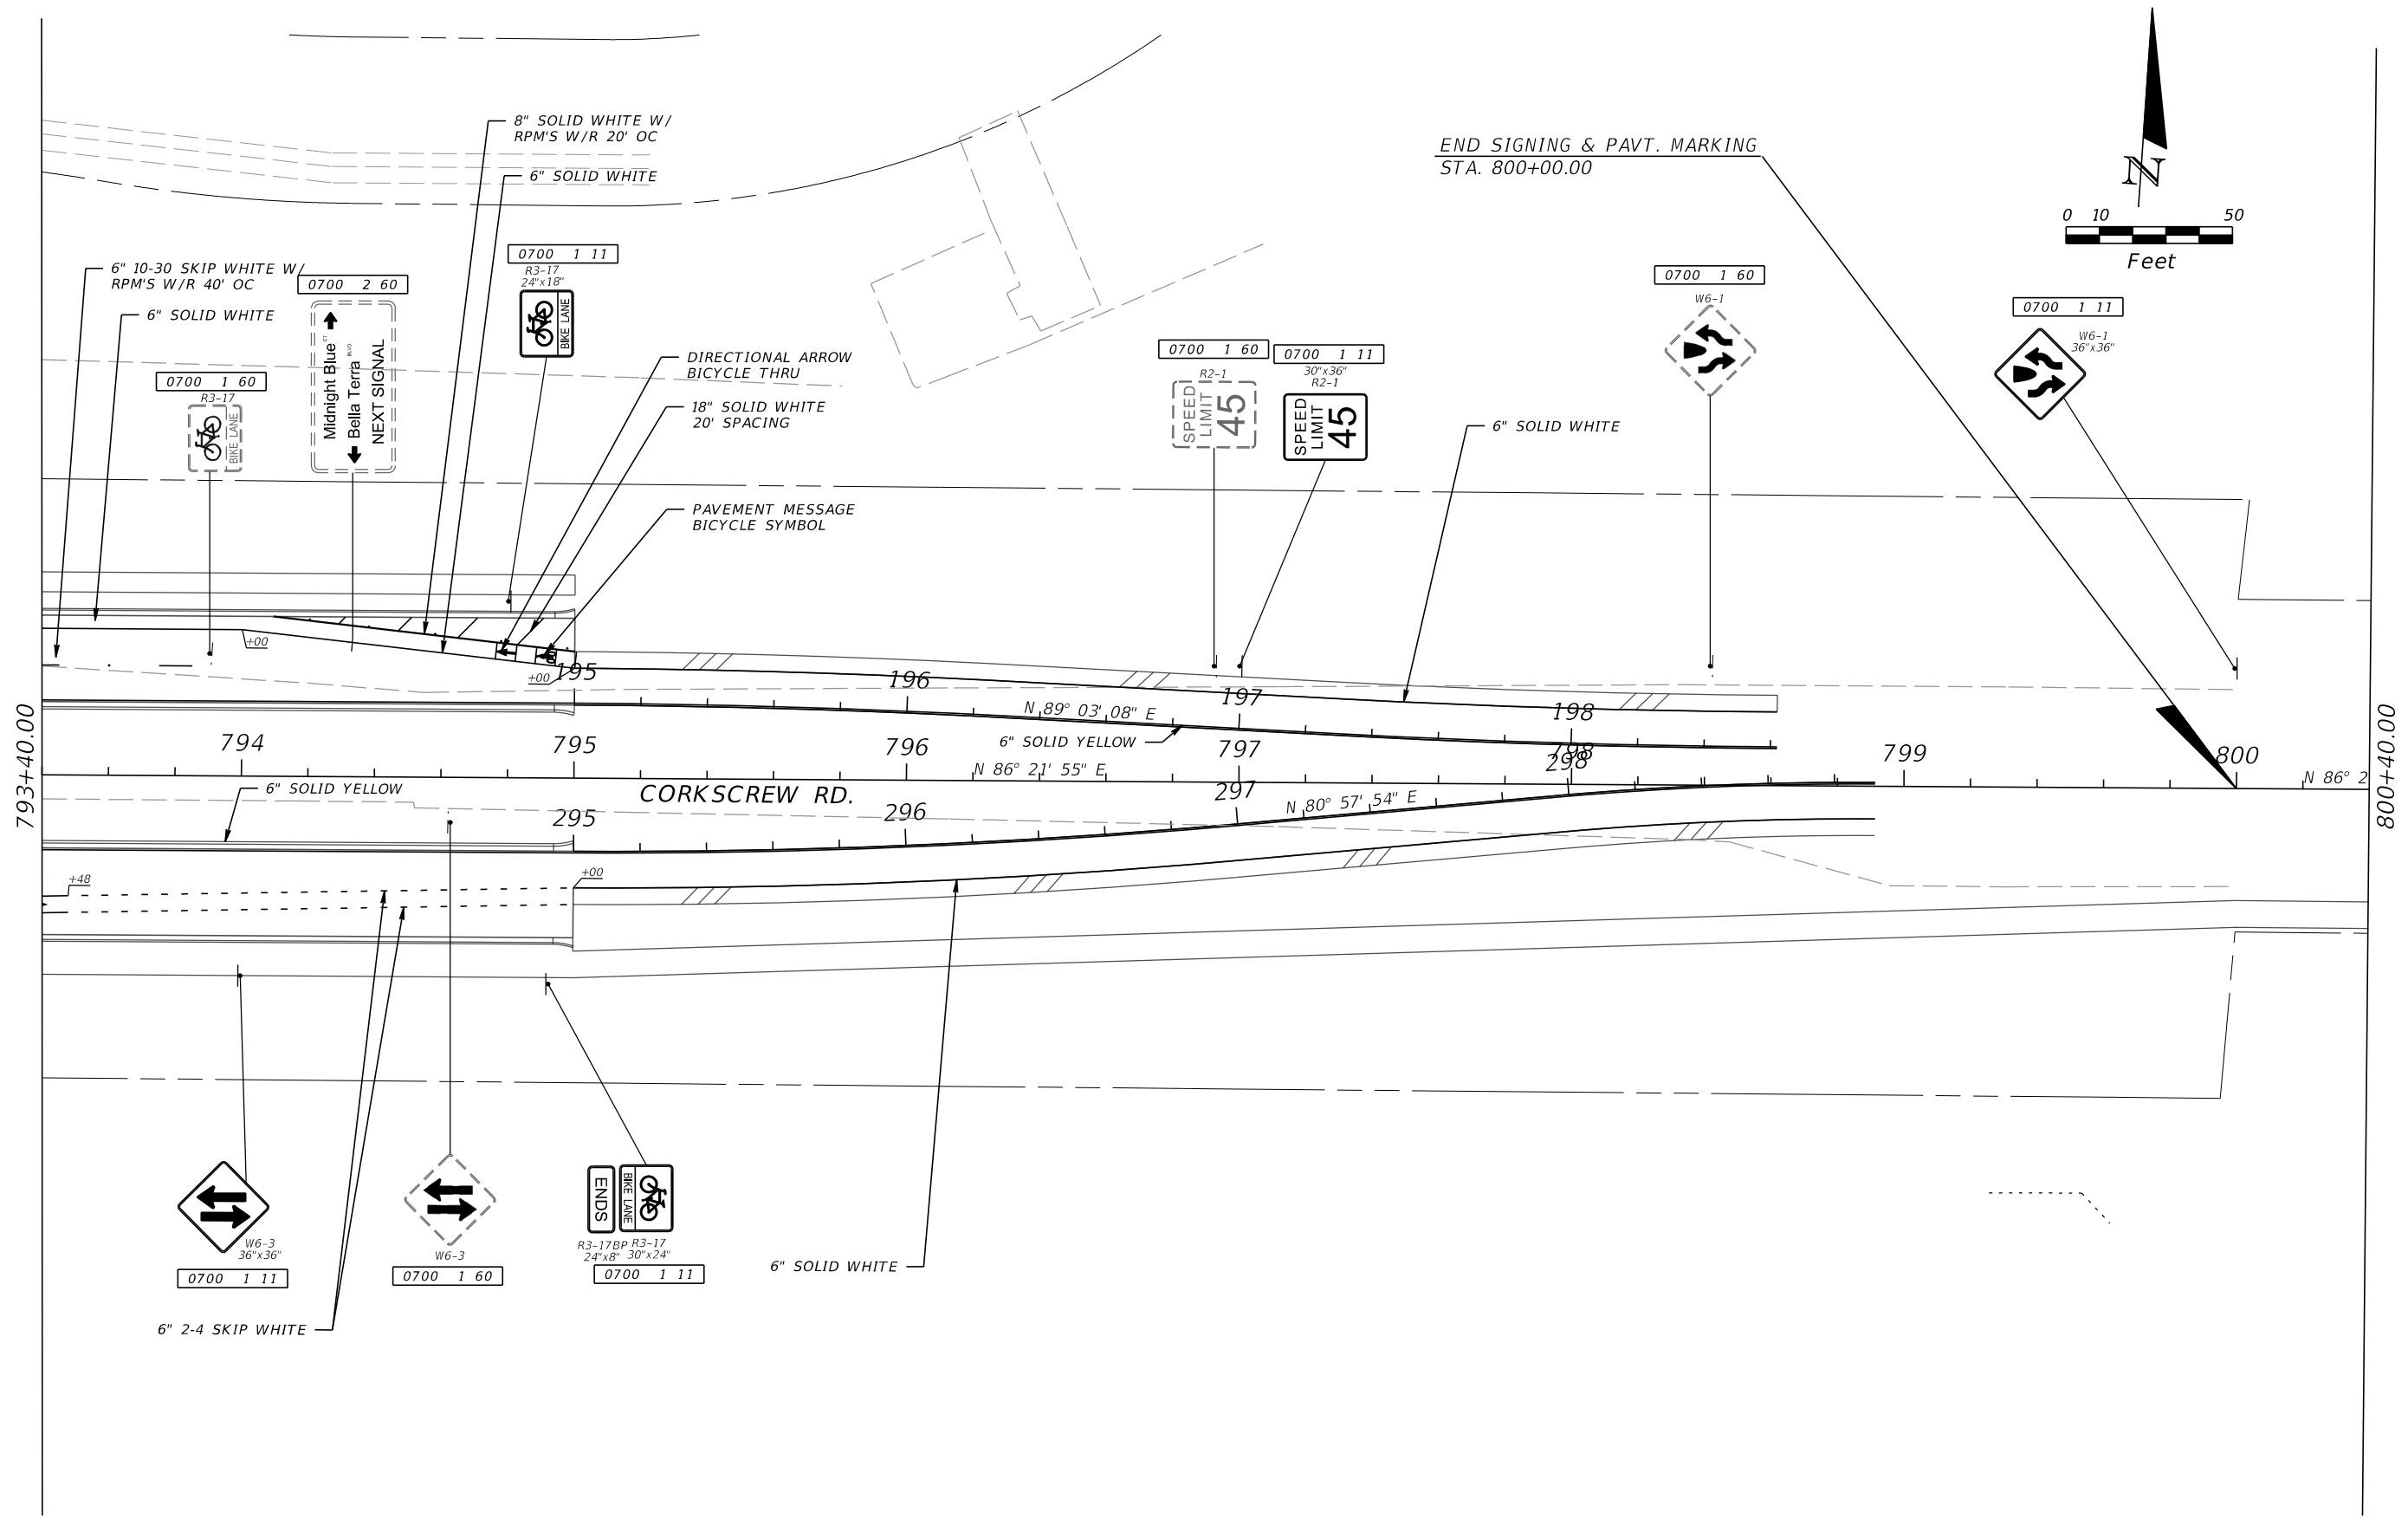 8" SOLID WHITE W/
RPM'S W/R 20' OC
6" SOLID WHITE
END SIGNING & PAVT. MARKING
STA. 800+00.00
N
0 10 50
Feet
6" 10-30 SKIP WHITE W/
RPM'S W/R 40' OC
6" SOLID WHITE
0700 1 60
R3-17
BIKE LANE
0700 2 60
Midnight Blue CT
Bella Terra BLVD
NEXT SIGNAL
0700 1 11
R3-17
24"x18"
BIKE LANE
DIRECTIONAL ARROW
BICYCLE THRU
18" SOLID WHITE
20' SPACING
PAVEMENT MESSAGE
BICYCLE SYMBOL
0700 1 60
R2-1
SPEED
LIMIT
45
0700 1 11
30"x36"
R2-1
SPEED
LIMIT
45
6" SOLID WHITE
0700 1 60
W6-1
0700 1 11
W6-1
36"x36"
+00
+00
195
196
197
198
N 89° 03' 08" E
6" SOLID YELLOW
793+40.00
794
795
796
797
798
799
800
800+40.00
N 86° 21' 55" E
N 86° 2
CORKSCREW RD.
6" SOLID YELLOW
295
296
297
298
N 80° 57' 54" E
+48
+00
W6-3
36"x36"
0700 1 11
W6-3
0700 1 60
ENDS
BIKE LANE
R3-17BP
24"x8"
R3-17
30"x24"
0700 1 11
6" SOLID WHITE
6" 2-4 SKIP WHITE